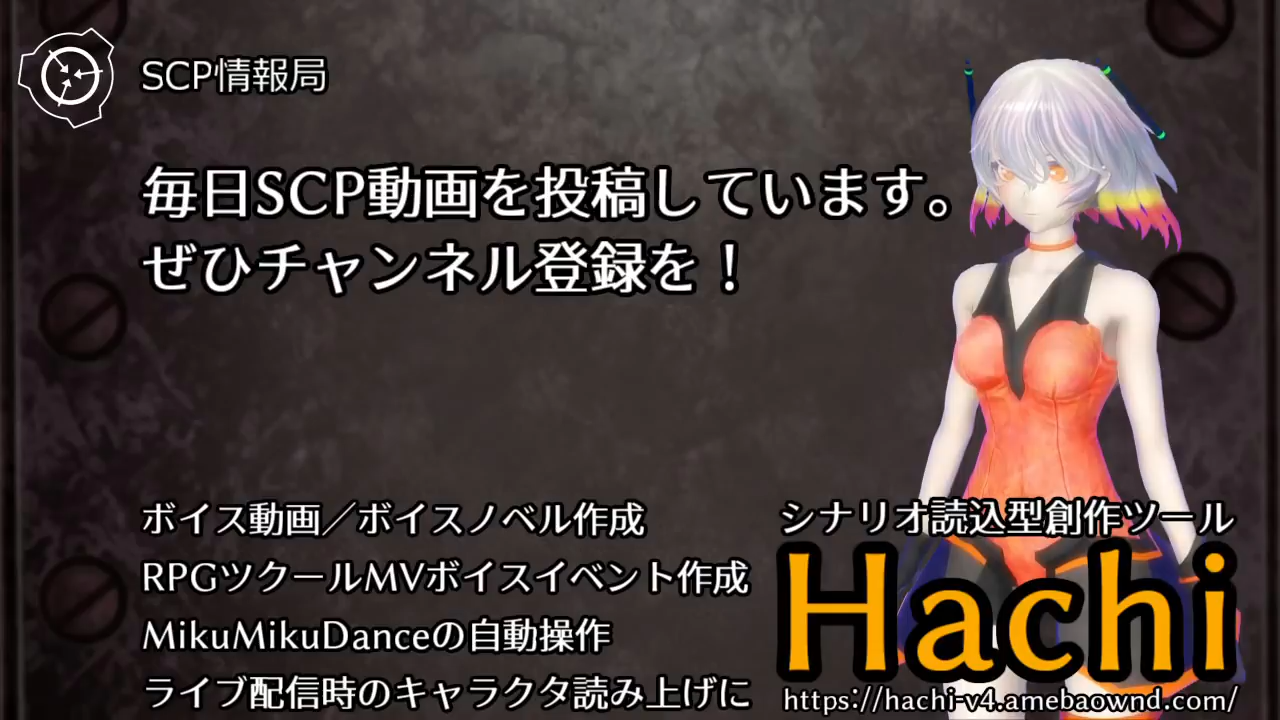 SCP情報局
毎日SCP動画を投稿しています。
ぜひチャンネル登録を！
ボイス動画／ボイスノベル作成
RPGツクールMVボイスイベント作成
MikuMikuDanceの自動操作
ライブ配信時のキャラクタ読み上げに
シナリオ読込型創作ツール
Hachi
https://hachi-v4.amebaownd.com/